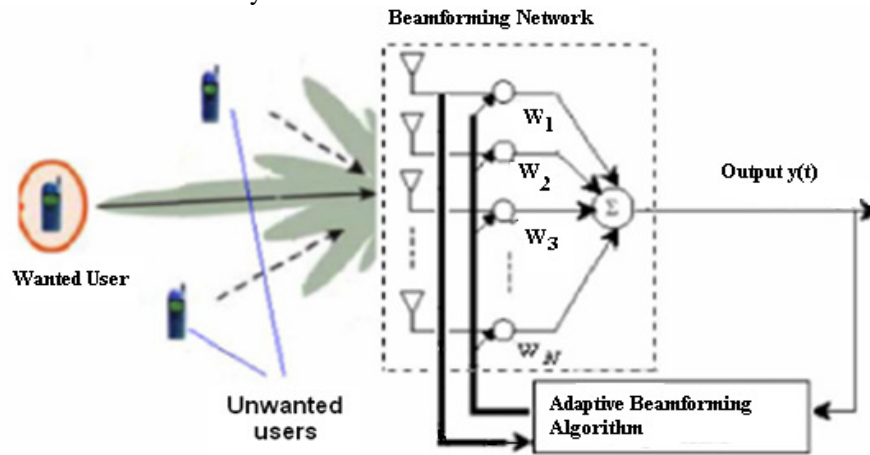 Beamforming Network
W1
W2
W3
WN
Σ
Output y(t)
Wanted User
Unwanted
users
Adaptive Beamforming
Algorithm